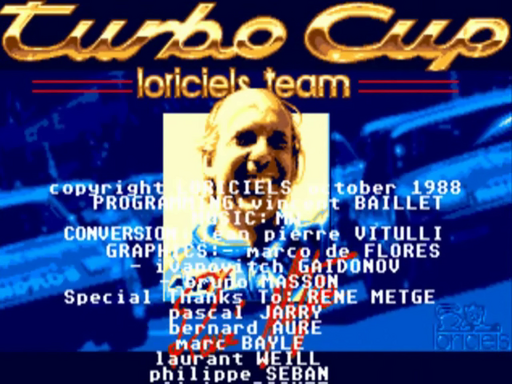 Turbo Cup
loriciels team
copyright LORICIELS october 1988
PROGRAMMING: vincent BAILLET
MUSIC: 
CONVERSION: jean pierre VITULLI
GRAPHICS:- marco de FLORES
- ivanovitch GAIDONOV
- bruno MASSON
Special Thanks To: RENE METGE
pascal JARRY
bernard AURE
marc BAYLE
laurant WEILL
philippe SEBAN
loriciels